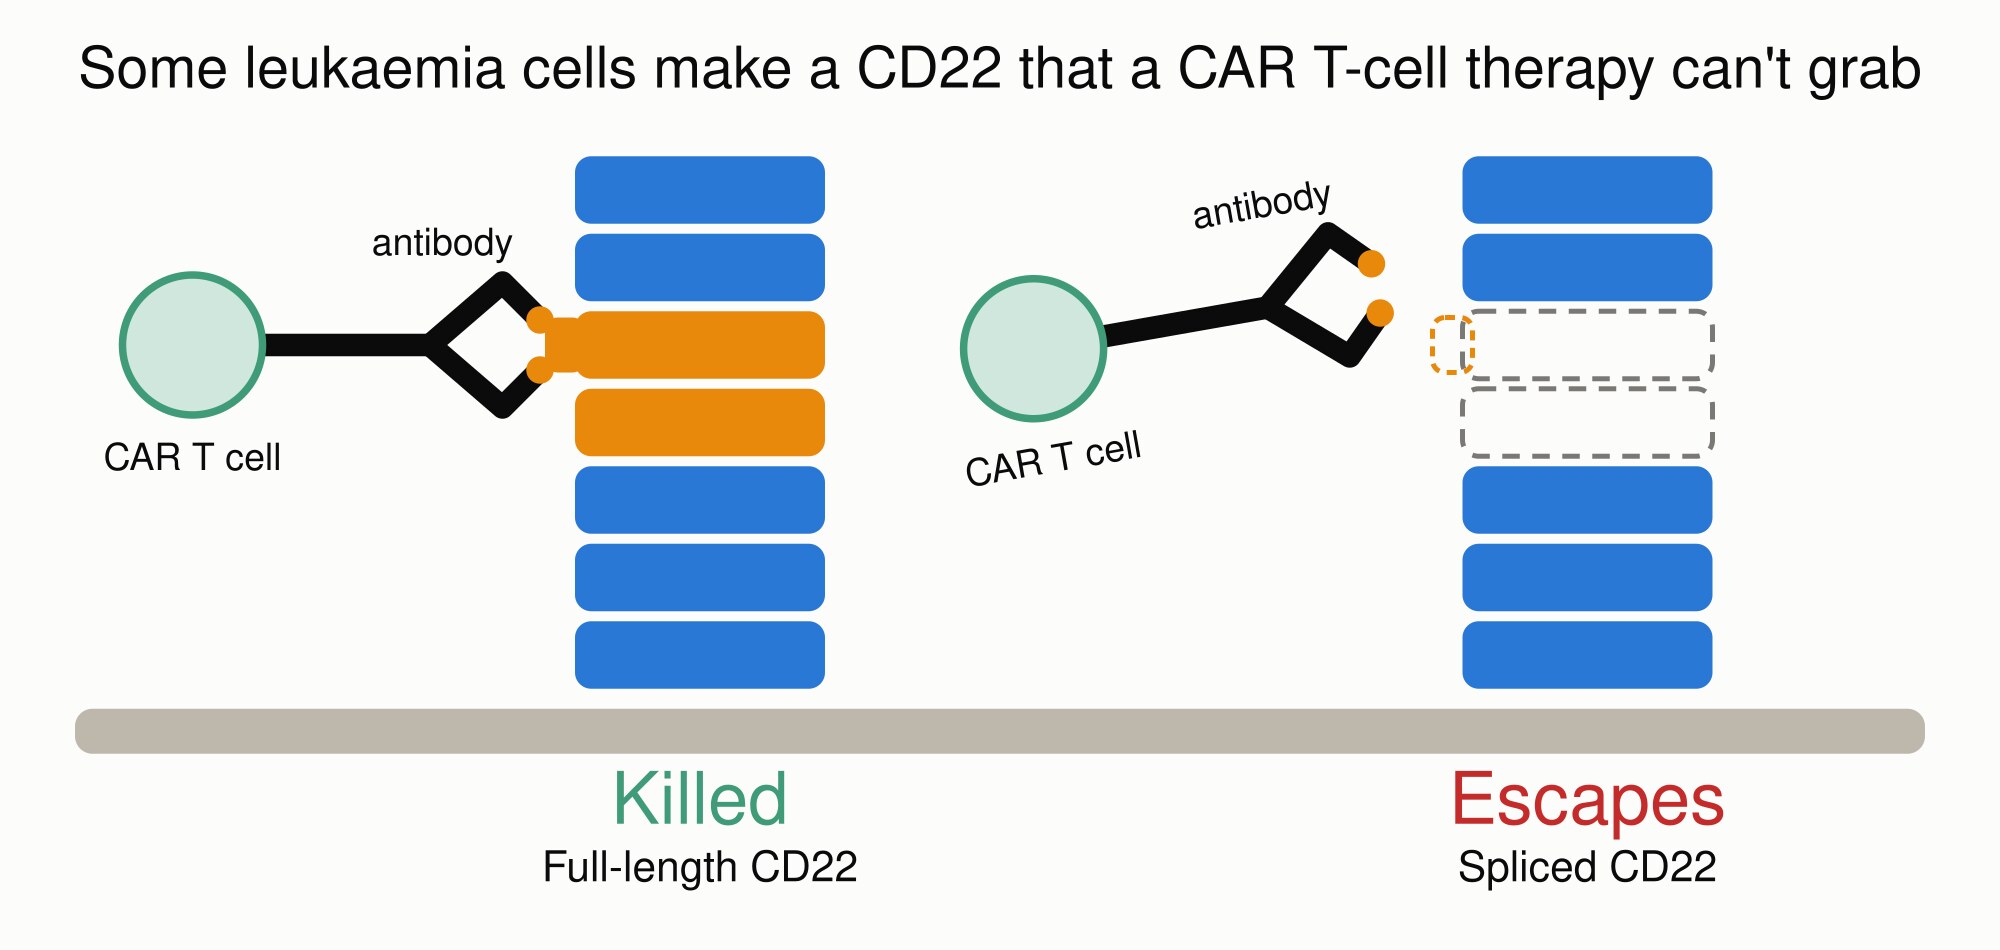 Some leukaemia cells make a CD22 that a CAR T-cell therapy can't grab
antibody
CAR T cell
antibody
CAR T cell
Killed
Full-length CD22
Escapes
Spliced CD22